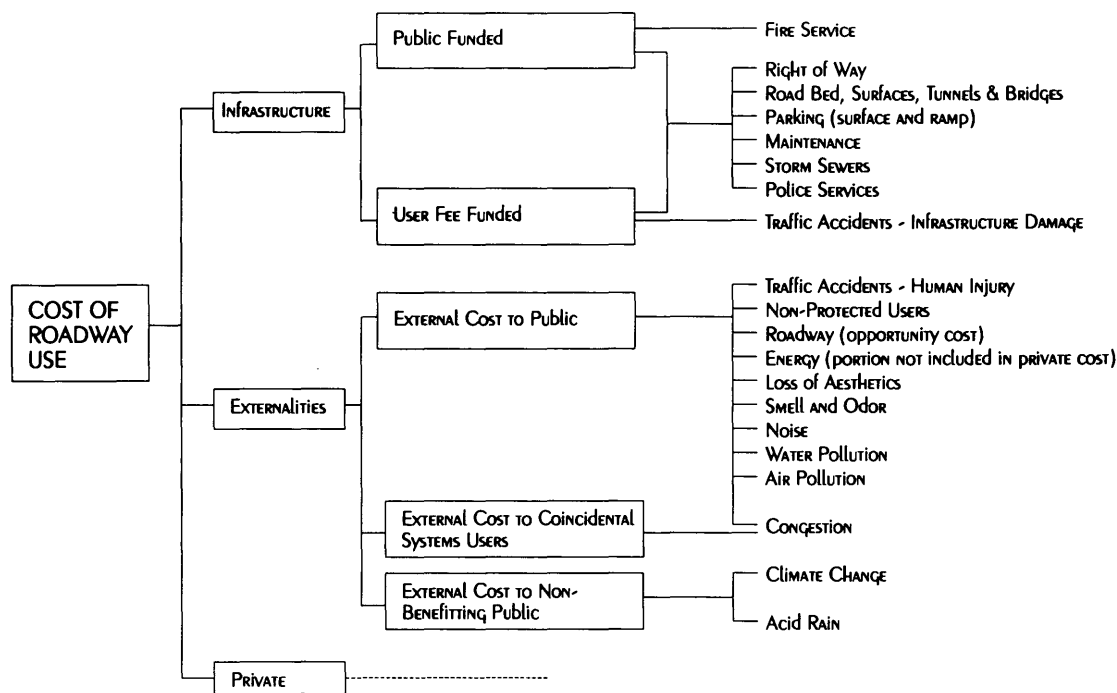 COST OF
ROADWAY
USE
Infrastructure
Public Funded
Fire Service
Right of Way
Road Bed, Surfaces, Tunnels & Bridges
Parking (surface and ramp)
Maintenance
Storm Sewers
Police Services
User Fee Funded
Traffic Accidents - Infrastructure Damage
Externalities
External Cost to Public
Traffic Accidents - Human Injury
Non-Protected Users
Roadway (opportunity cost)
Energy (portion not included in private cost)
Loss of Aesthetics
Smell and Odor
Noise
Water Pollution
Air Pollution
External Cost to Coincidental
Systems Users
Congestion
External Cost to Non-
Benefitting Public
Climate Change
Acid Rain
Private